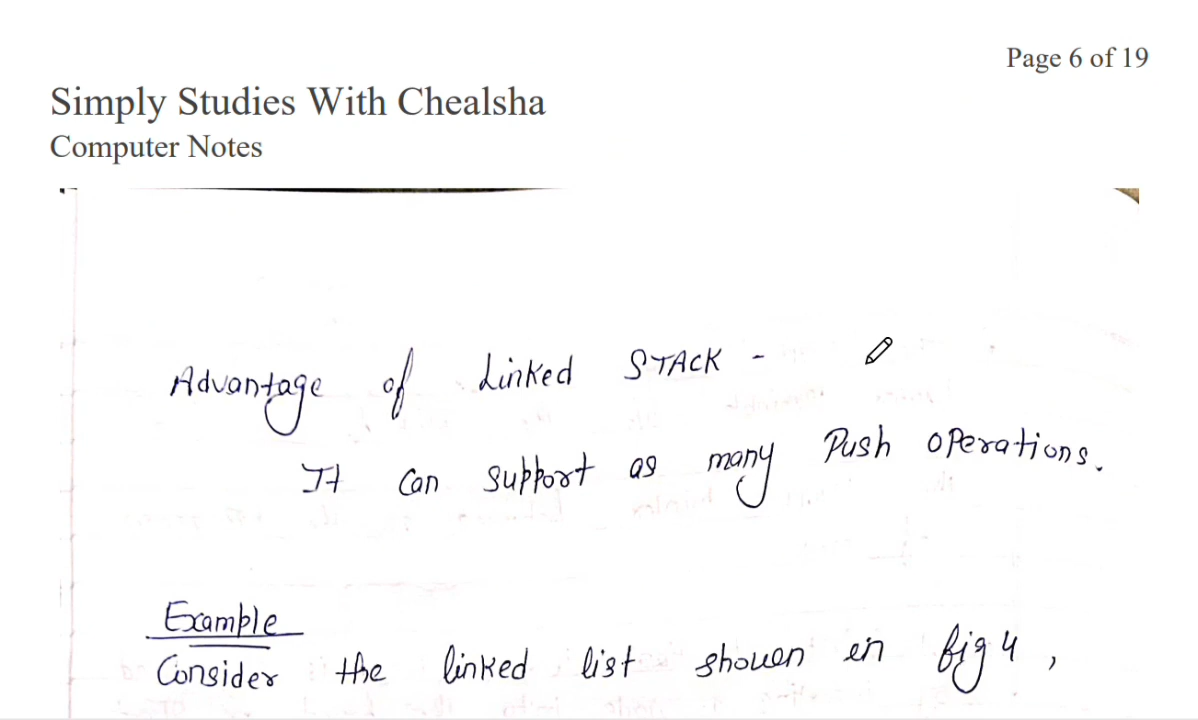 Page 6 of 19
Simply Studies With Chealsha
Computer Notes
Advantage of Linked STACK -
It can support as many Push operations.
Example
Consider the linked list shown in fig 4,